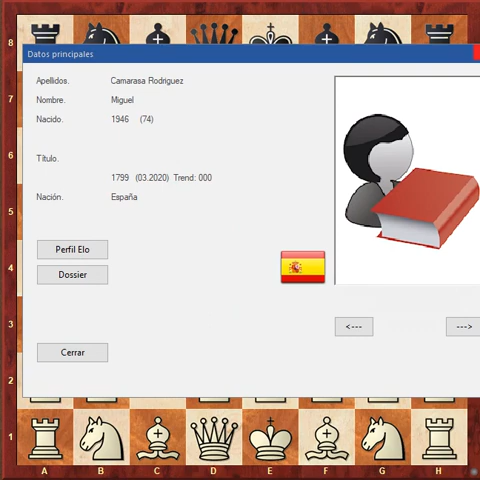 8
Datos principales
Apellidos. Camarasa Rodriguez
7
Nombre. Miguel
Nacido. 1946 (74)
6
Título.
1799 (03.2020) Trend: 000
Nación. España
5
Perfil Elo
4
Dossier
3
<--- --->
Cerrar
2
1
A B C D E F G H